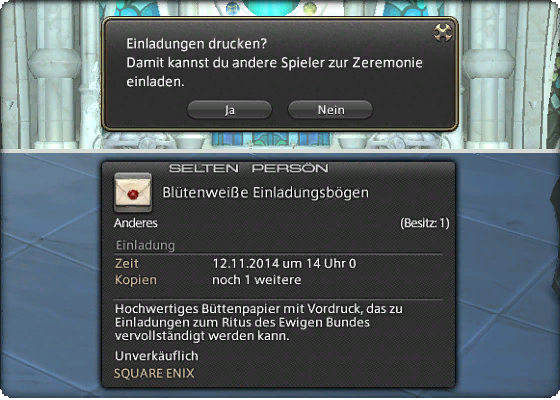 Einladungen drucken?
Damit kannst du andere Spieler zur Zeremonie
einladen.
Ja Nein
SELTEN PERSÖN
Blütenweiße Einladungsbögen
Anderes (Besitz: 1)
Einladung
Zeit 12.11.2014 um 14 Uhr 0
Kopien noch 1 weitere
Hochwertiges Büttenpapier mit Vordruck, das zu
Einladungen zum Ritus des Ewigen Bundes
vervollständigt werden kann.
Unverkäuflich
SQUARE ENIX